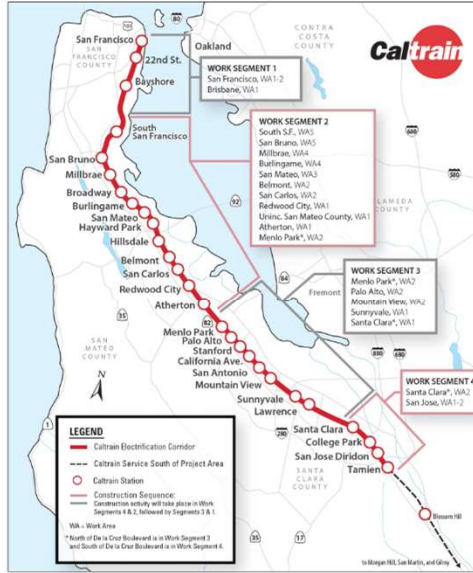 Caltrain
CONTRA
COSTA
COUNTY
San Francisco
SAN
FRANCISCO
COUNTY
Oakland
22nd St.
Bayshore
South
San Francisco
San Bruno
Millbrae
Broadway
Burlingame
San Mateo
Hayward Park
Hillsdale
Belmont
San Carlos
Redwood City
Atherton
Menlo Park
Palo Alto
Stanford
California Ave.
San Antonio
Mountain View
Sunnyvale
Lawrence
Santa Clara
College Park
San Jose Diridon
Tamien
Blossom Hill
to Morgan Hill, San Martin, and Gilroy
WORK SEGMENT 1
San Francisco, WA1-2
Brisbane, WA1
WORK SEGMENT 2
South S.F., WA5
San Bruno, WA5
Millbrae, WA4
Burlingame, WA4
San Mateo, WA3
Belmont, WA2
San Carlos, WA2
Redwood City, WA1
Uninc. San Mateo County, WA1
Atherton, WA1
Menlo Park*, WA2
WORK SEGMENT 3
Menlo Park*, WA2
Palo Alto, WA2
Mountain View, WA2
Sunnyvale, WA1
Santa Clara*, WA1
WORK SEGMENT 4
Santa Clara*, WA2
San Jose, WA1-2
Fremont
SAN
MATEO
COUNTY
SANTA
CLARA
COUNTY
80
92
84
82
35
280
1
35
17
LEGEND
Caltrain Electrification Corridor
Caltrain Service South of Project Area
Caltrain Station
Construction Sequence:
Construction activity will take place in Work
Segments 4 & 2, followed by Segments 3 & 1.
WA = Work Area
* North of De la Cruz Boulevard is in Work Segment 3
and South of De la Cruz Boulevard is in Work Segment 4.
N